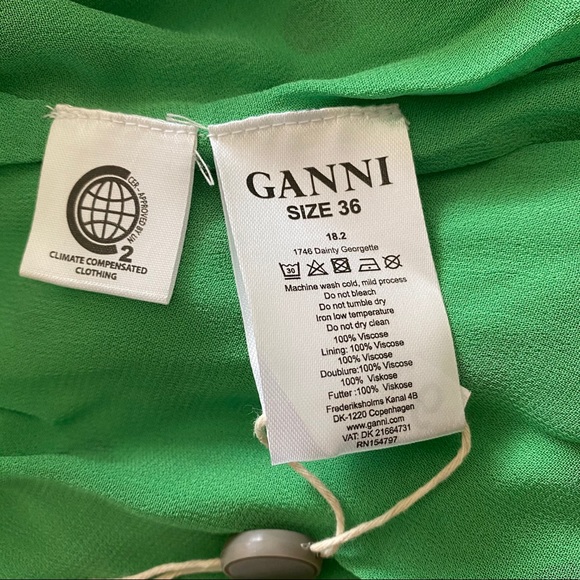 CER - APPROVED BY UN
2
CLIMATE COMPENSATED
CLOTHING
GANNI
SIZE 36
18.2
1746 Dainty Georgette
30
Machine wash cold, mild process
Do not bleach
Do not tumble dry
Iron low temperature
Do not dry clean
100% Viscose
Lining: 100% Viscose
100% Viscose
Doublure:100% Viscose
100% Viskose
Futter :100% Viskose
Frederiksholms Kanal 4B
DK-1220 Copenhagen
www.ganni.com
VAT: DK 21664731
RN154797